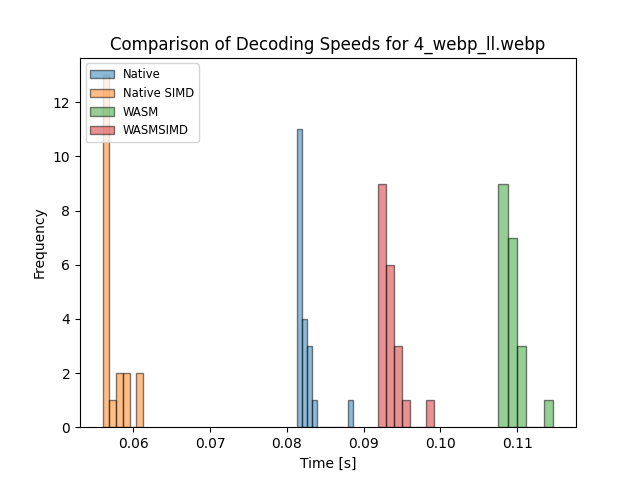 Comparison of Decoding Speeds for 4_webp_ll.webp
Native
Native SIMD
WASM
WASMSIMD
Frequency
12
10
8
6
4
2
0
0.06 0.07 0.08 0.09 0.10 0.11
Time [s]